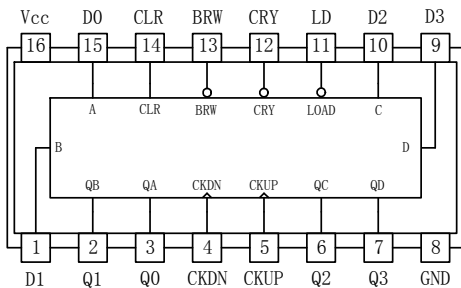 Vcc D0 CLR BRW CRY LD D2 D3
16 15 14 13 12 11 10 9
A CLR BRW CRY LOAD C
B D
QB QA CKDN CKUP QC QD
1 2 3 4 5 6 7 8
D1 Q1 Q0 CKDN CKUP Q2 Q3 GND